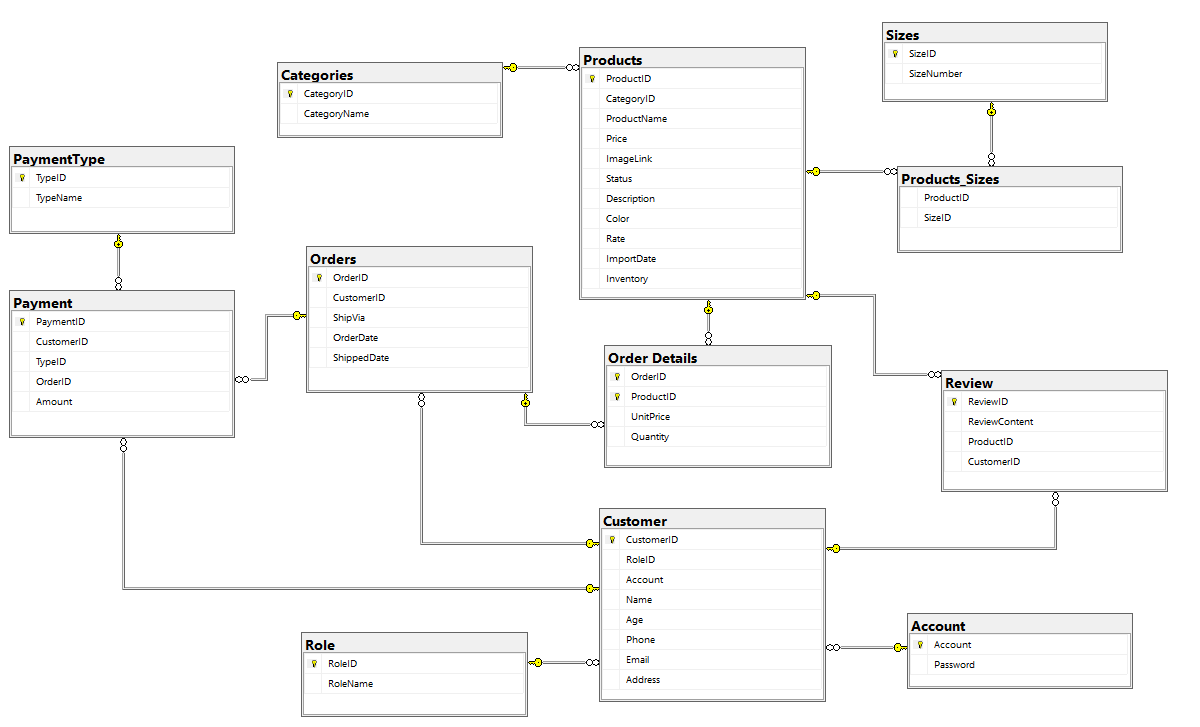 Categories
CategoryID
CategoryName
Products
ProductID
CategoryID
ProductName
Price
ImageLink
Status
Description
Color
Rate
ImportDate
Inventory
Sizes
SizeID
SizeNumber
Products_Sizes
ProductID
SizeID
PaymentType
TypeID
TypeName
Payment
PaymentID
CustomerID
TypeID
OrderID
Amount
Orders
OrderID
CustomerID
ShipVia
OrderDate
ShippedDate
Order Details
OrderID
ProductID
UnitPrice
Quantity
Review
ReviewID
ReviewContent
ProductID
CustomerID
Customer
CustomerID
RoleID
Account
Name
Age
Phone
Email
Address
Role
RoleID
RoleName
Account
Account
Password